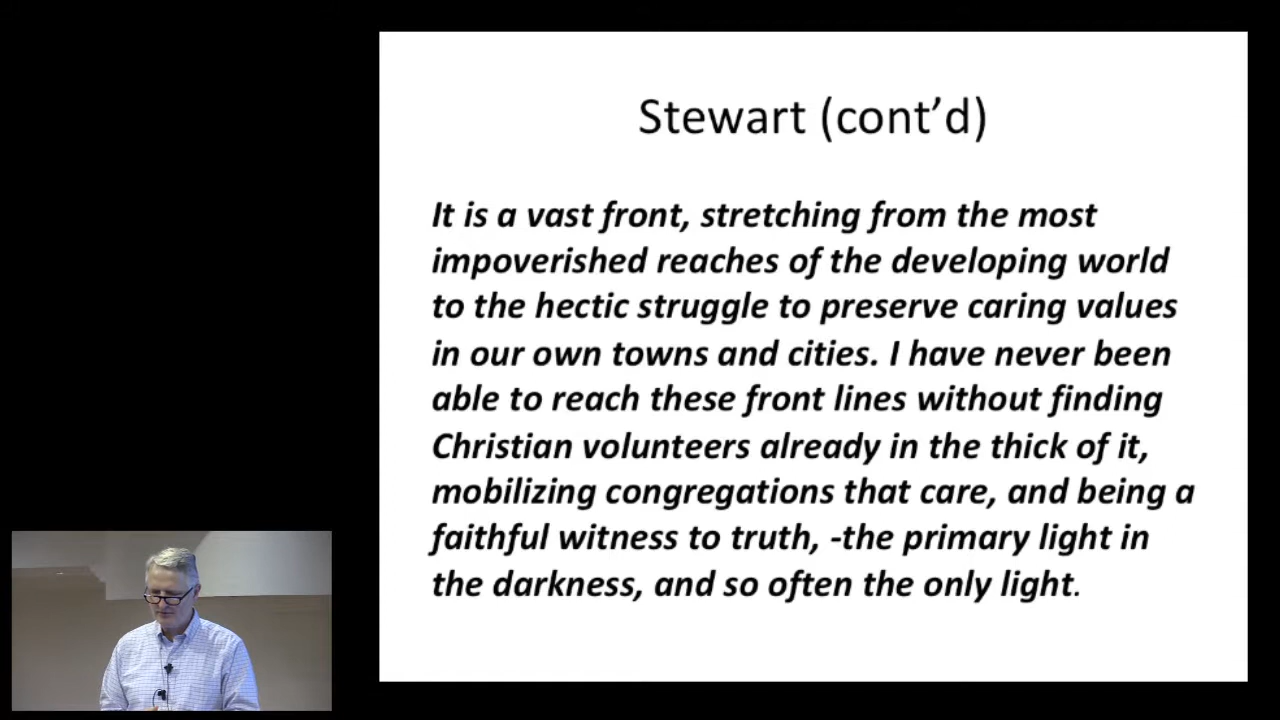 Stewart (cont’d)
It is a vast front, stretching from the most
impoverished reaches of the developing world
to the hectic struggle to preserve caring values
in our own towns and cities. I have never been
able to reach these front lines without finding
Christian volunteers already in the thick of it,
mobilizing congregations that care, and being a
faithful witness to truth, -the primary light in
the darkness, and so often the only light.